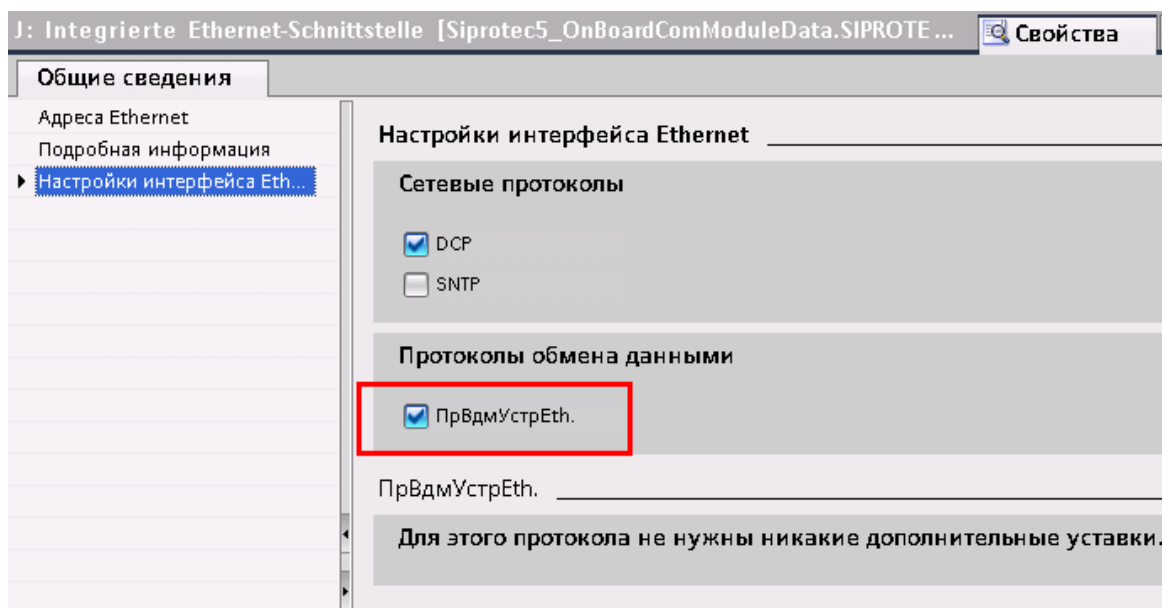 J: Integrierte Ethernet-Schnittstelle [Siprotec5_OnBoardComModuleData.SIPROTE...
Свойства
Общие сведения
Адреса Ethernet
Подробная информация
Настройки интерфейса Eth...
Настройки интерфейса Ethernet
Сетевые протоколы
DCP
SNTP
Протоколы обмена данными
ПрВдмУстрEth.
ПрВдмУстрEth.
Для этого протокола не нужны никакие дополнительные уставки.